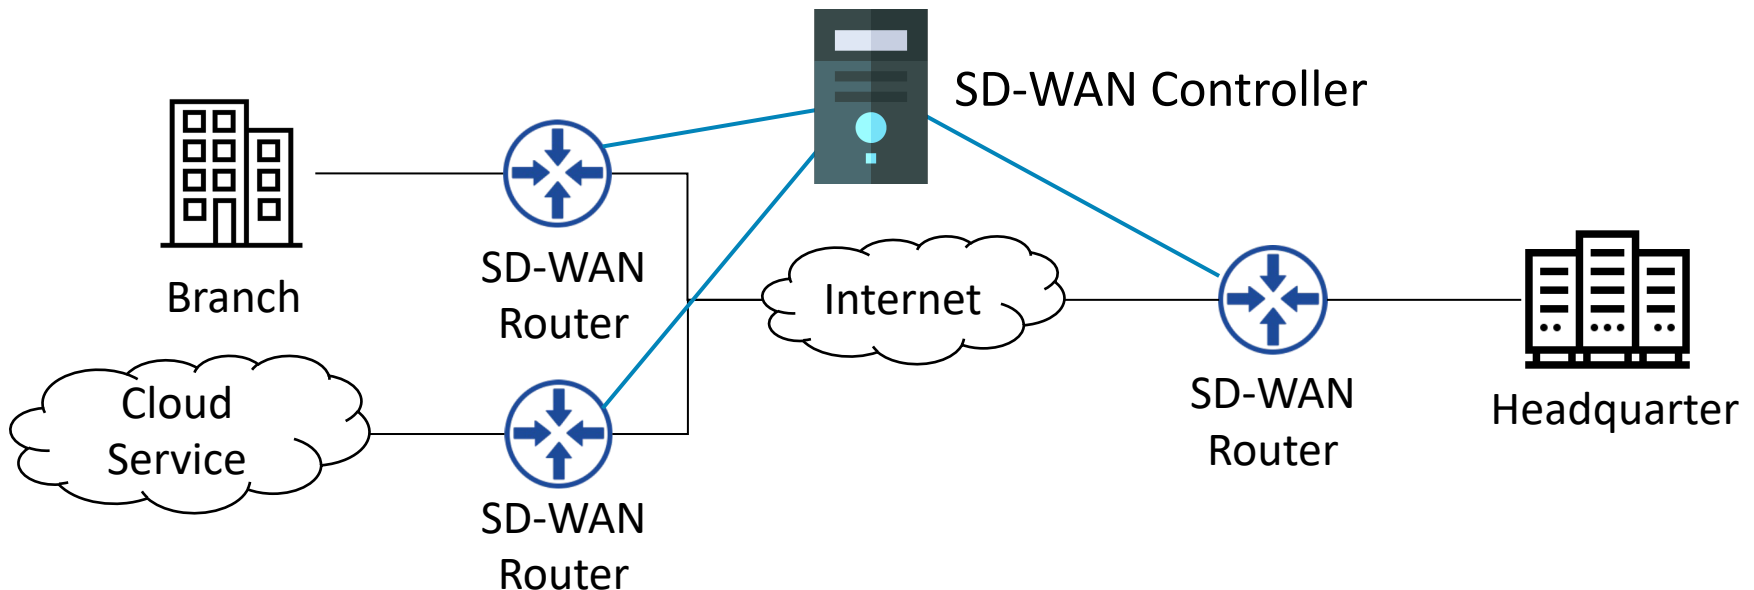 SD-WAN Controller
Branch
SD-WAN
Router
Internet
Cloud
Service
SD-WAN
Router
SD-WAN
Router
Headquarter